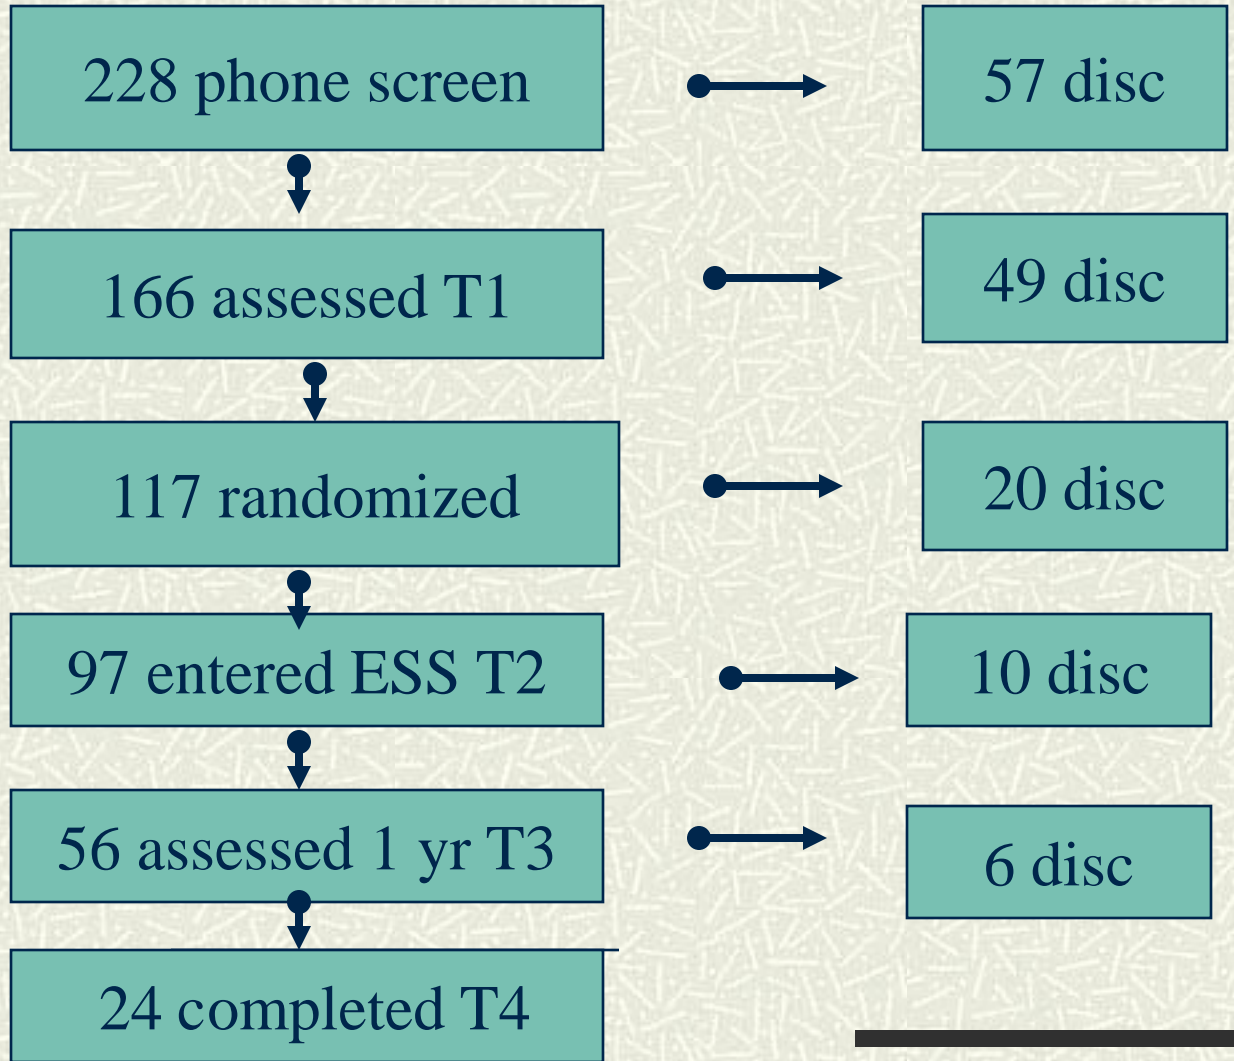 228 phone screen
57 disc
166 assessed T1
49 disc
117 randomized
20 disc
97 entered ESS T2
10 disc
56 assessed 1 yr T3
6 disc
24 completed T4